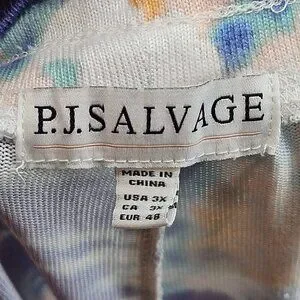 P.J.SALVAGE
MADE IN
CHINA
USA 3X
CA 3X
EUR 48